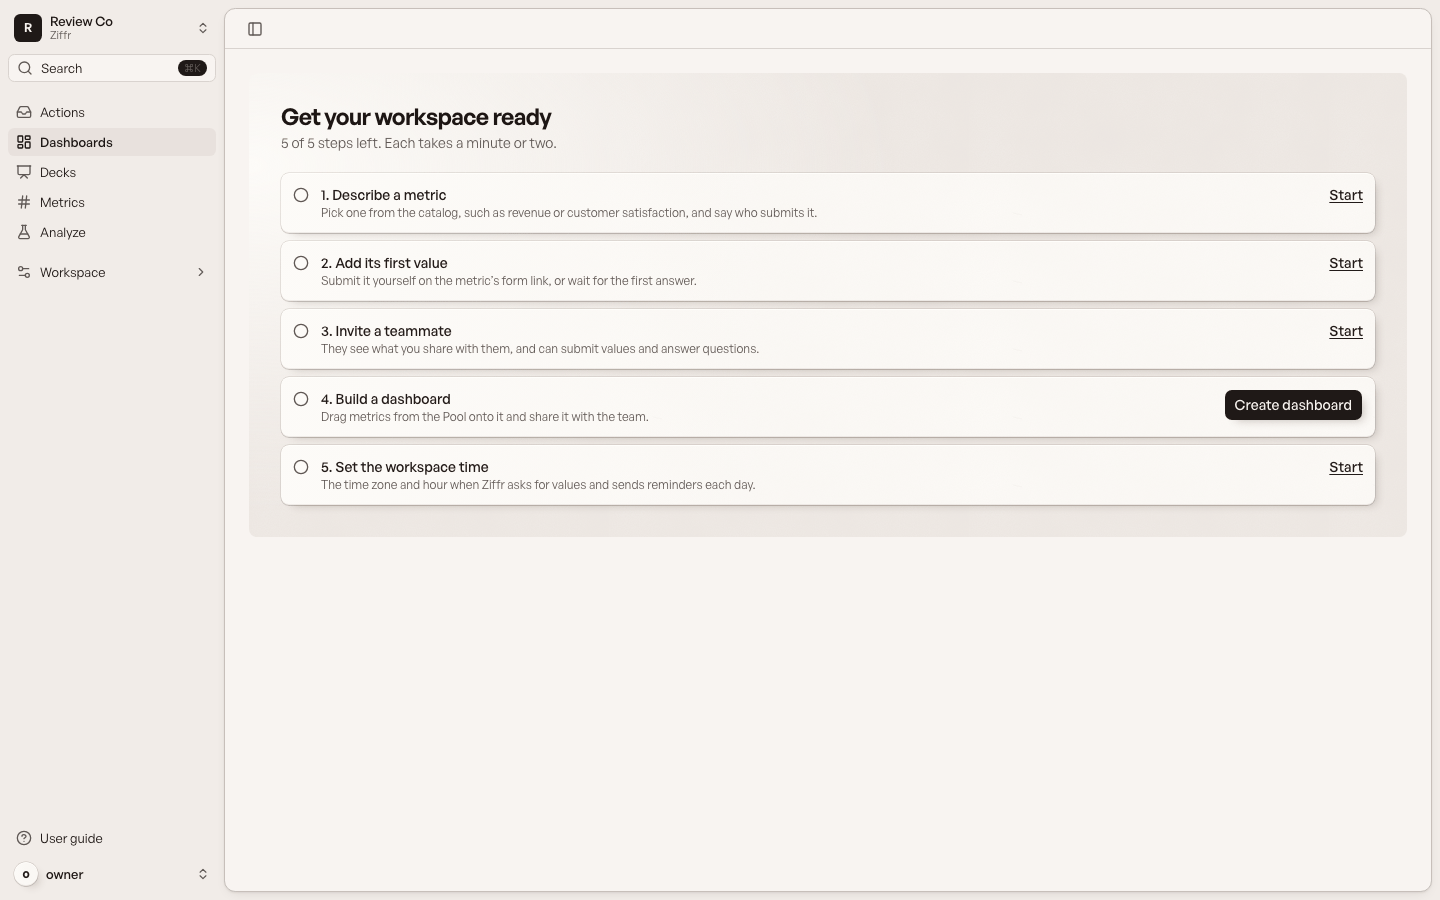 R
Review Co
Ziffr
Search
⌘K
Actions
Dashboards
Decks
Metrics
Analyze
Workspace
User guide
o
owner
Get your workspace ready
5 of 5 steps left. Each takes a minute or two.
1. Describe a metric
Start
Pick one from the catalog, such as revenue or customer satisfaction, and say who submits it.
2. Add its first value
Start
Submit it yourself on the metric's form link, or wait for the first answer.
3. Invite a teammate
Start
They see what you share with them, and can submit values and answer questions.
4. Build a dashboard
Create dashboard
Drag metrics from the Pool onto it and share it with the team.
5. Set the workspace time
Start
The time zone and hour when Ziffr asks for values and sends reminders each day.